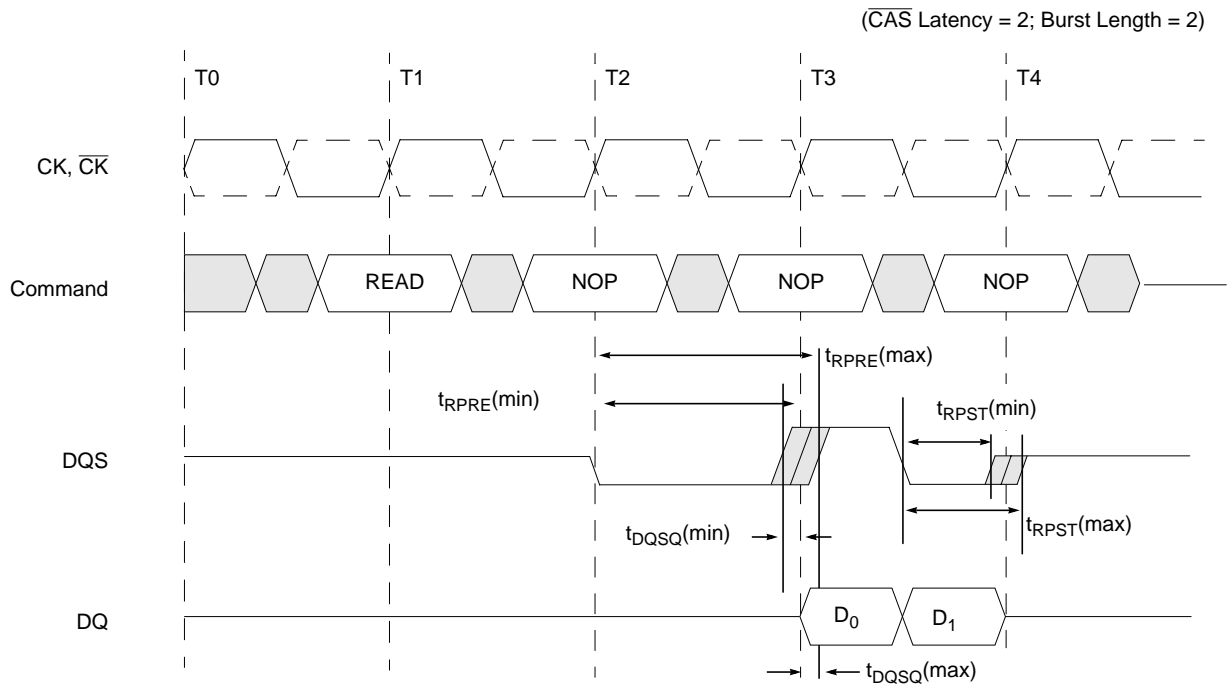 (CAS Latency = 2; Burst Length = 2)
T0 T1 T2 T3 T4
CK, CK
Command READ NOP NOP NOP
tRPRE(max)
tRPRE(min)
tRPST(min)
DQS
tDQSQ(min)
tRPST(max)
DQ D0 D1
tDQSQ(max)